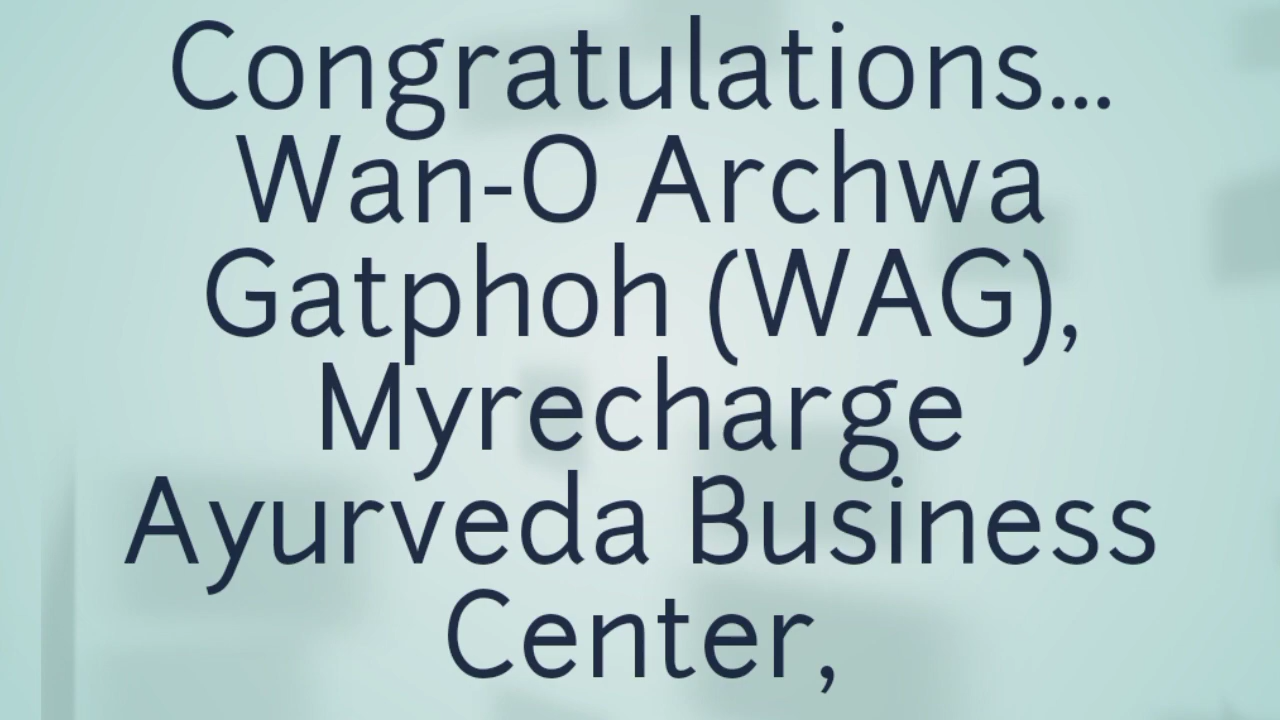 Congratulations...
Wan-O Archwa
Gatphoh (WAG),
Myrecharge
Ayurveda Business
Center,